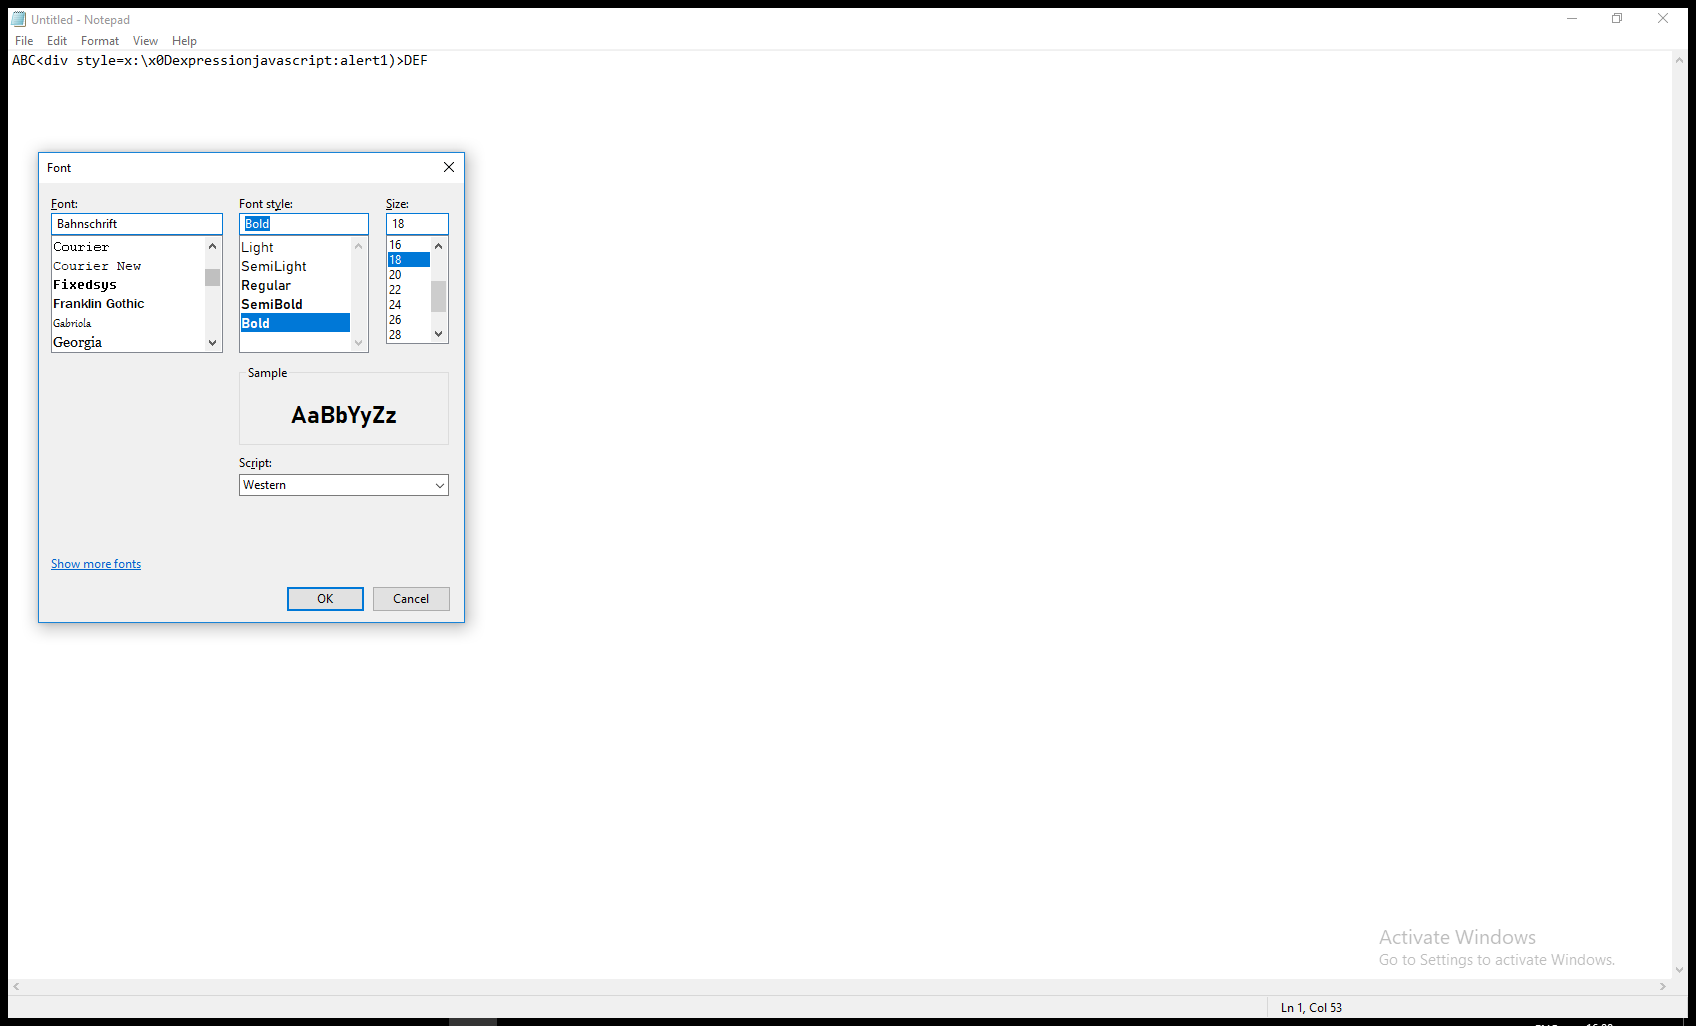 Untitled - Notepad
File Edit Format View Help
ABC<div style=x:\x0Dexpressionjavascript:alert1)>DEF
Font
Font: Font style: Size:
Bahnschrift Bold 18
Courier
Courier New
Fixedsys
Franklin Gothic
Gabriola
Georgia
Light
SemiLight
Regular
SemiBold
Bold
16
18
20
22
24
26
28
Sample
AaBbYyZz
Script:
Western
Show more fonts
OK Cancel
Activate Windows
Go to Settings to activate Windows.
Ln 1, Col 53